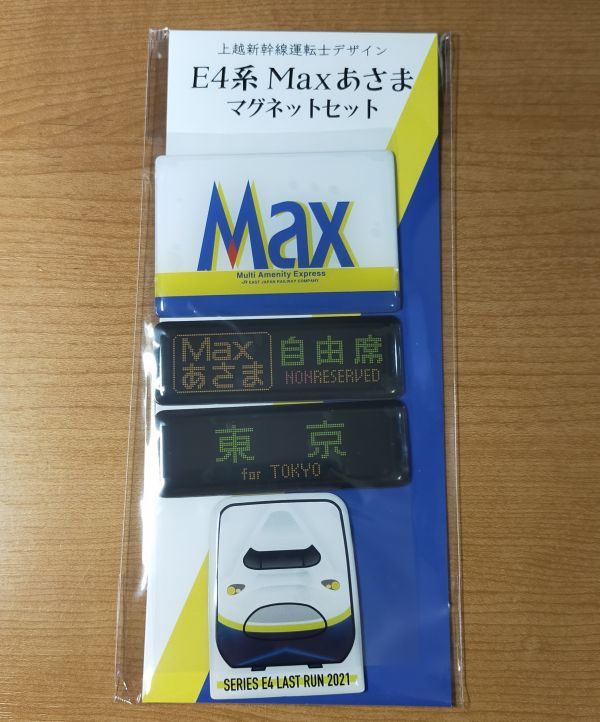 上越新幹線運転士デザイン
E4系 Maxあさま
マグネットセット
Max
Multi Amenity Express
JR EAST JAPAN RAILWAY COMPANY
Max あさま 自由席
NONRESERVED
東京
for TOKYO
SERIES E4 LAST RUN 2021